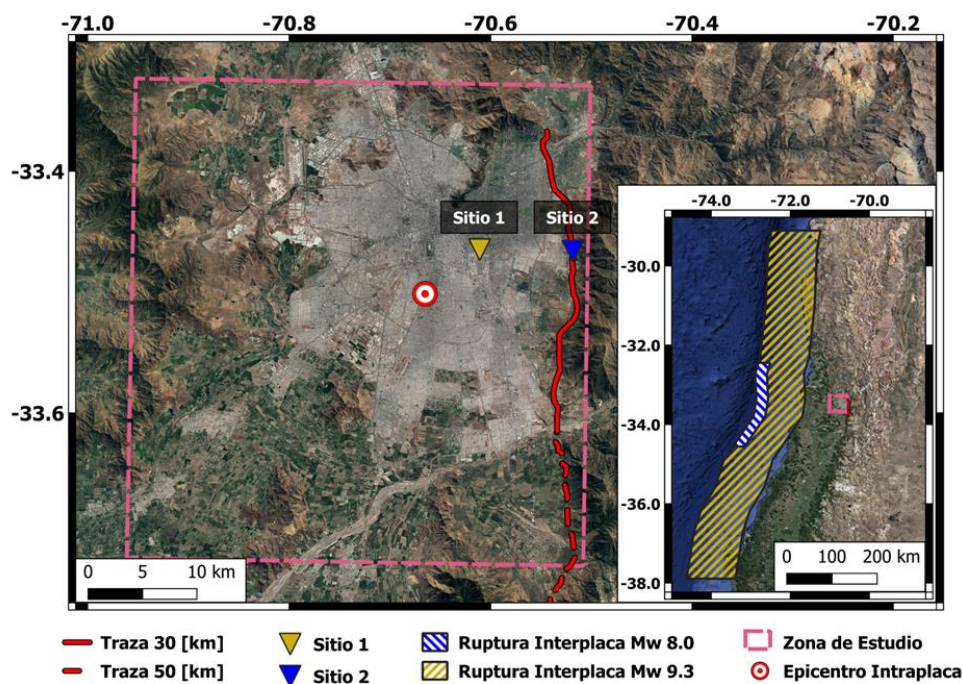 -71.0 -70.8 -70.6 -70.4 -70.2
-33.4
-33.6
Sitio 1 Sitio 2
-74.0 -72.0 -70.0
-30.0
-32.0
-34.0
-36.0
-38.0
0 100 200 km
0 5 10 km
Traza 30 [km] Sitio 1 Ruptura Interplaca Mw 8.0 Zona de Estudio
Traza 50 [km] Sitio 2 Ruptura Interplaca Mw 9.3 Epicentro Intraplaca